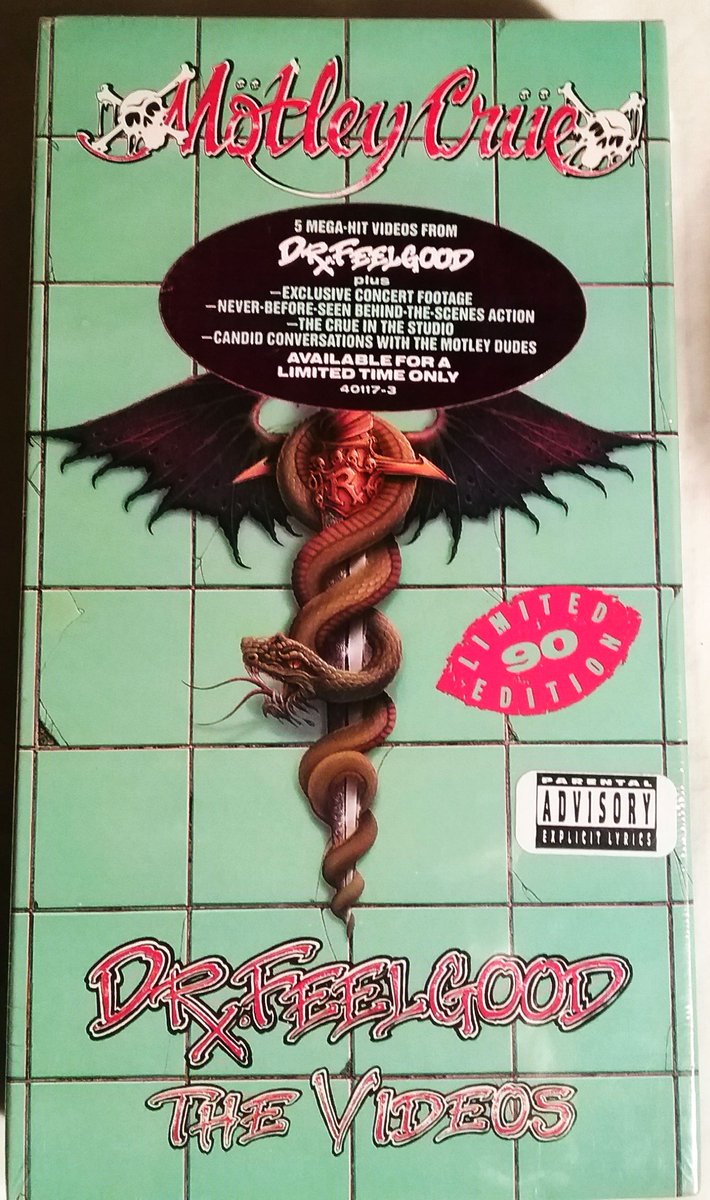 Mötley Crüe
5 MEGA-HIT VIDEOS FROM
DR. FEELGOOD
plus
—EXCLUSIVE CONCERT FOOTAGE
—NEVER-BEFORE-SEEN BEHIND-THE-SCENES ACTION
—THE CRUE IN THE STUDIO
—CANDID CONVERSATIONS WITH THE MOTLEY DUDES
AVAILABLE FOR A
LIMITED TIME ONLY
40117-3
R
LIMITED
90
EDITION
PARENTAL
ADVISORY
EXPLICIT LYRICS
DR. FEELGOOD
THE VIDEOS